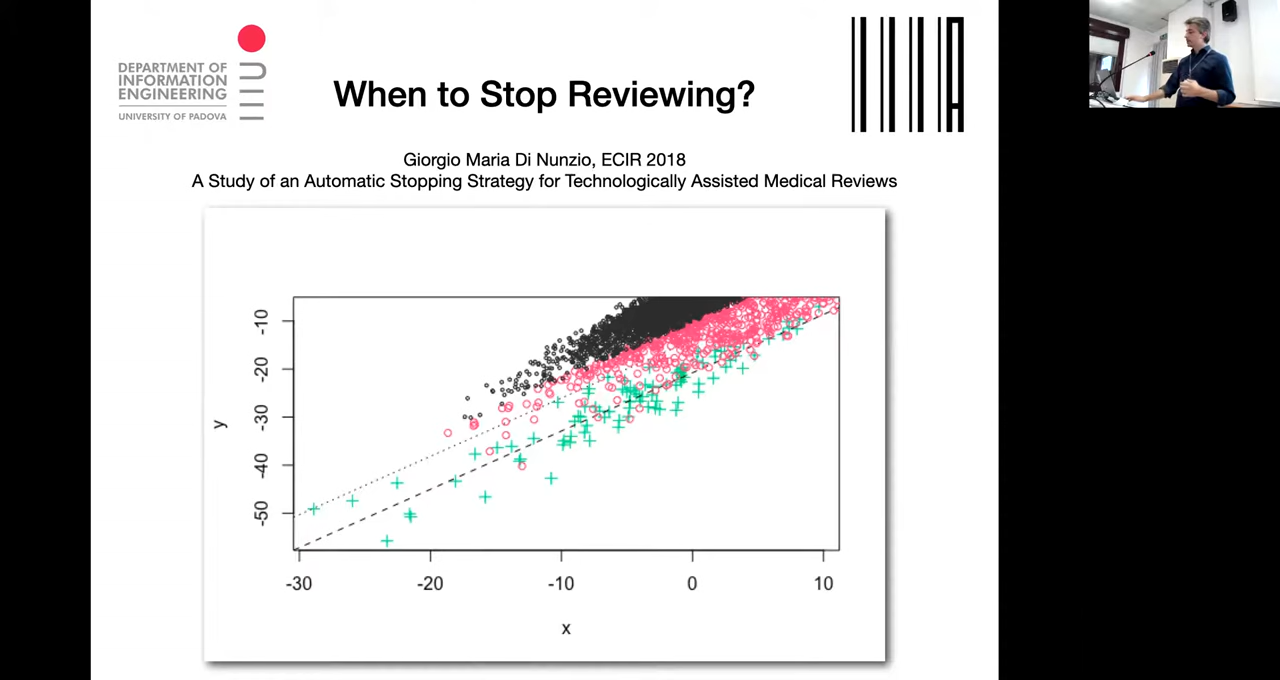 DEPARTMENT OF
INFORMATION
ENGINEERING
UNIVERSITY OF PADOVA
When to Stop Reviewing?
Giorgio Maria Di Nunzio, ECIR 2018
A Study of an Automatic Stopping Strategy for Technologically Assisted Medical Reviews
y
-10
-20
-30
-40
-50
-30
-20
-10
0
10
x